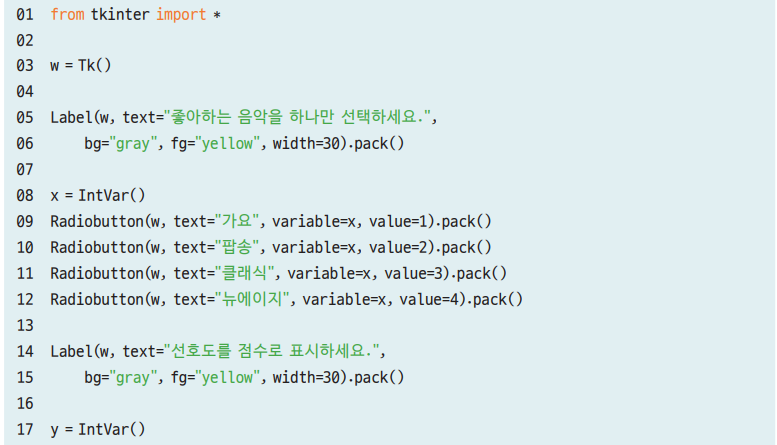 01 from tkinter import *
02
03 w = Tk()
04
05 Label(w, text="좋아하는 음악을 하나만 선택하세요.",
06     bg="gray", fg="yellow", width=30).pack()
07
08 x = IntVar()
09 Radiobutton(w, text="가요", variable=x, value=1).pack()
10 Radiobutton(w, text="팝송", variable=x, value=2).pack()
11 Radiobutton(w, text="클래식", variable=x, value=3).pack()
12 Radiobutton(w, text="뉴에이지", variable=x, value=4).pack()
13
14 Label(w, text="선호도를 점수로 표시하세요.",
15     bg="gray", fg="yellow", width=30).pack()
16
17 y = IntVar()